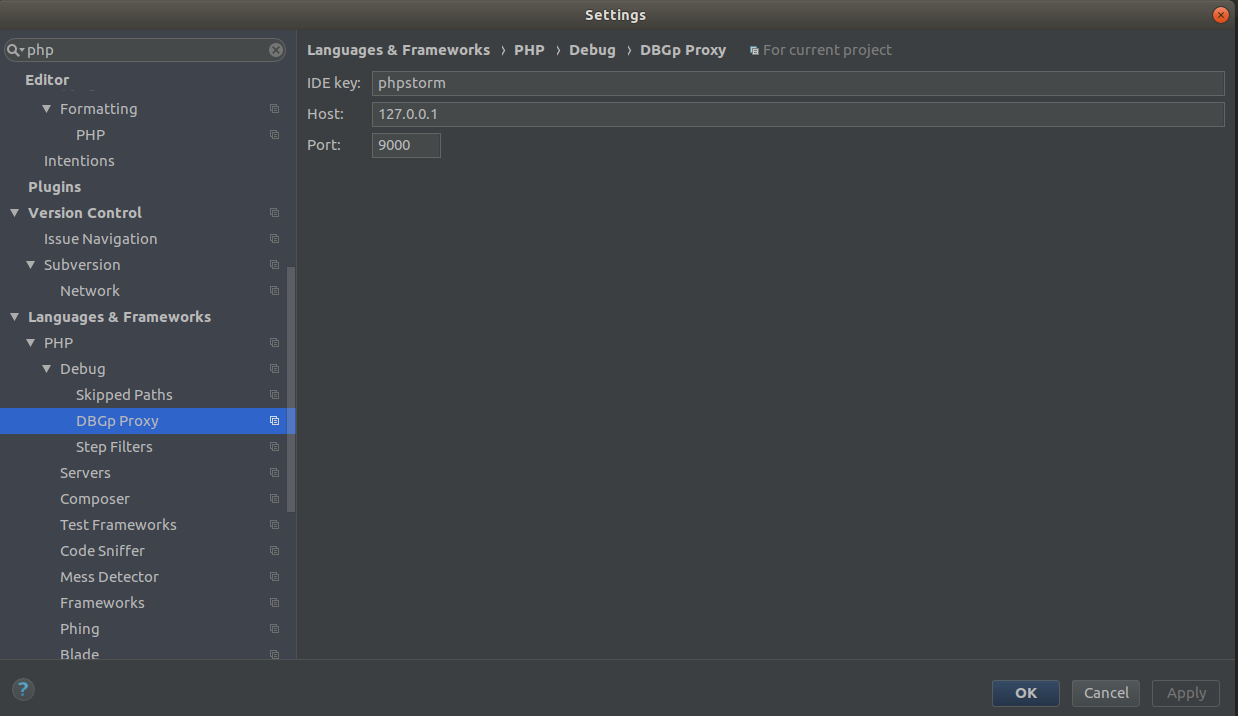 Settings
php
Editor
Formatting
PHP
Intentions
Plugins
Version Control
Issue Navigation
Subversion
Network
Languages & Frameworks
PHP
Debug
Skipped Paths
DBGp Proxy
Step Filters
Servers
Composer
Test Frameworks
Code Sniffer
Mess Detector
Frameworks
Phing
Blade
Languages & Frameworks › PHP › Debug › DBGp Proxy For current project
IDE key: phpstorm
Host: 127.0.0.1
Port: 9000
? OK Cancel Apply